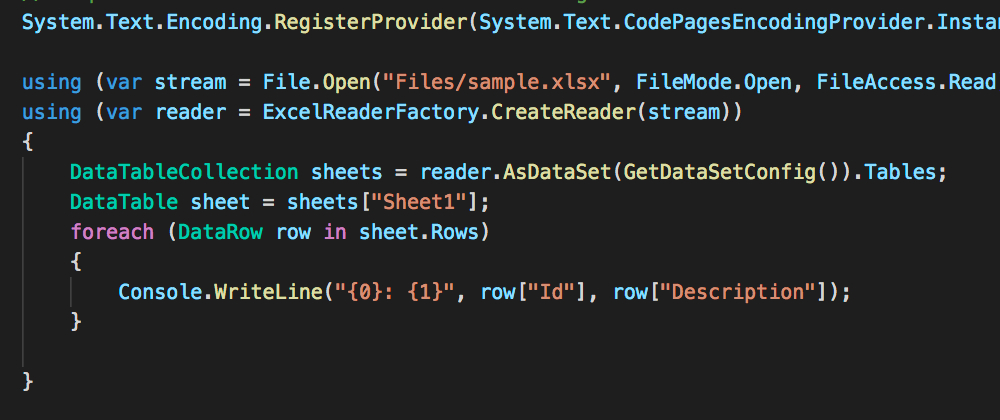 System.Text.Encoding.RegisterProvider(System.Text.CodePagesEncodingProvider.Instan
using (var stream = File.Open("Files/sample.xlsx", FileMode.Open, FileAccess.Read
using (var reader = ExcelReaderFactory.CreateReader(stream))
{
DataTableCollection sheets = reader.AsDataSet(GetDataSetConfig()).Tables;
DataTable sheet = sheets["Sheet1"];
foreach (DataRow row in sheet.Rows)
{
Console.WriteLine("{0}: {1}", row["Id"], row["Description"]);
}
}